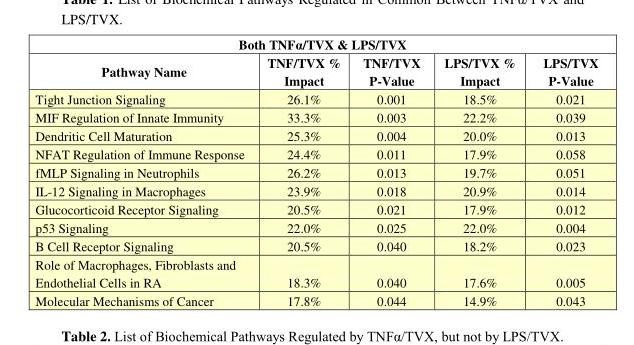 Table 1. List of Biochemical Pathways Regulated in Common Between TNFα/TVX and
LPS/TVX.
Both TNFα/TVX & LPS/TVX
Pathway Name TNF/TVX % Impact TNF/TVX P-Value LPS/TVX % Impact LPS/TVX P-Value
Tight Junction Signaling 26.1% 0.001 18.5% 0.021
MIF Regulation of Innate Immunity 33.3% 0.003 22.2% 0.039
Dendritic Cell Maturation 25.3% 0.004 20.0% 0.013
NFAT Regulation of Immune Response 24.4% 0.011 17.9% 0.058
fMLP Signaling in Neutrophils 26.2% 0.013 19.7% 0.051
IL-12 Signaling in Macrophages 23.9% 0.018 20.9% 0.014
Glucocorticoid Receptor Signaling 20.5% 0.021 17.9% 0.012
p53 Signaling 22.0% 0.025 22.0% 0.004
B Cell Receptor Signaling 20.5% 0.040 18.2% 0.023
Role of Macrophages, Fibroblasts and
Endothelial Cells in RA 18.3% 0.040 17.6% 0.005
Molecular Mechanisms of Cancer 17.8% 0.044 14.9% 0.043
Table 2. List of Biochemical Pathways Regulated by TNFα/TVX, but not by LPS/TVX.